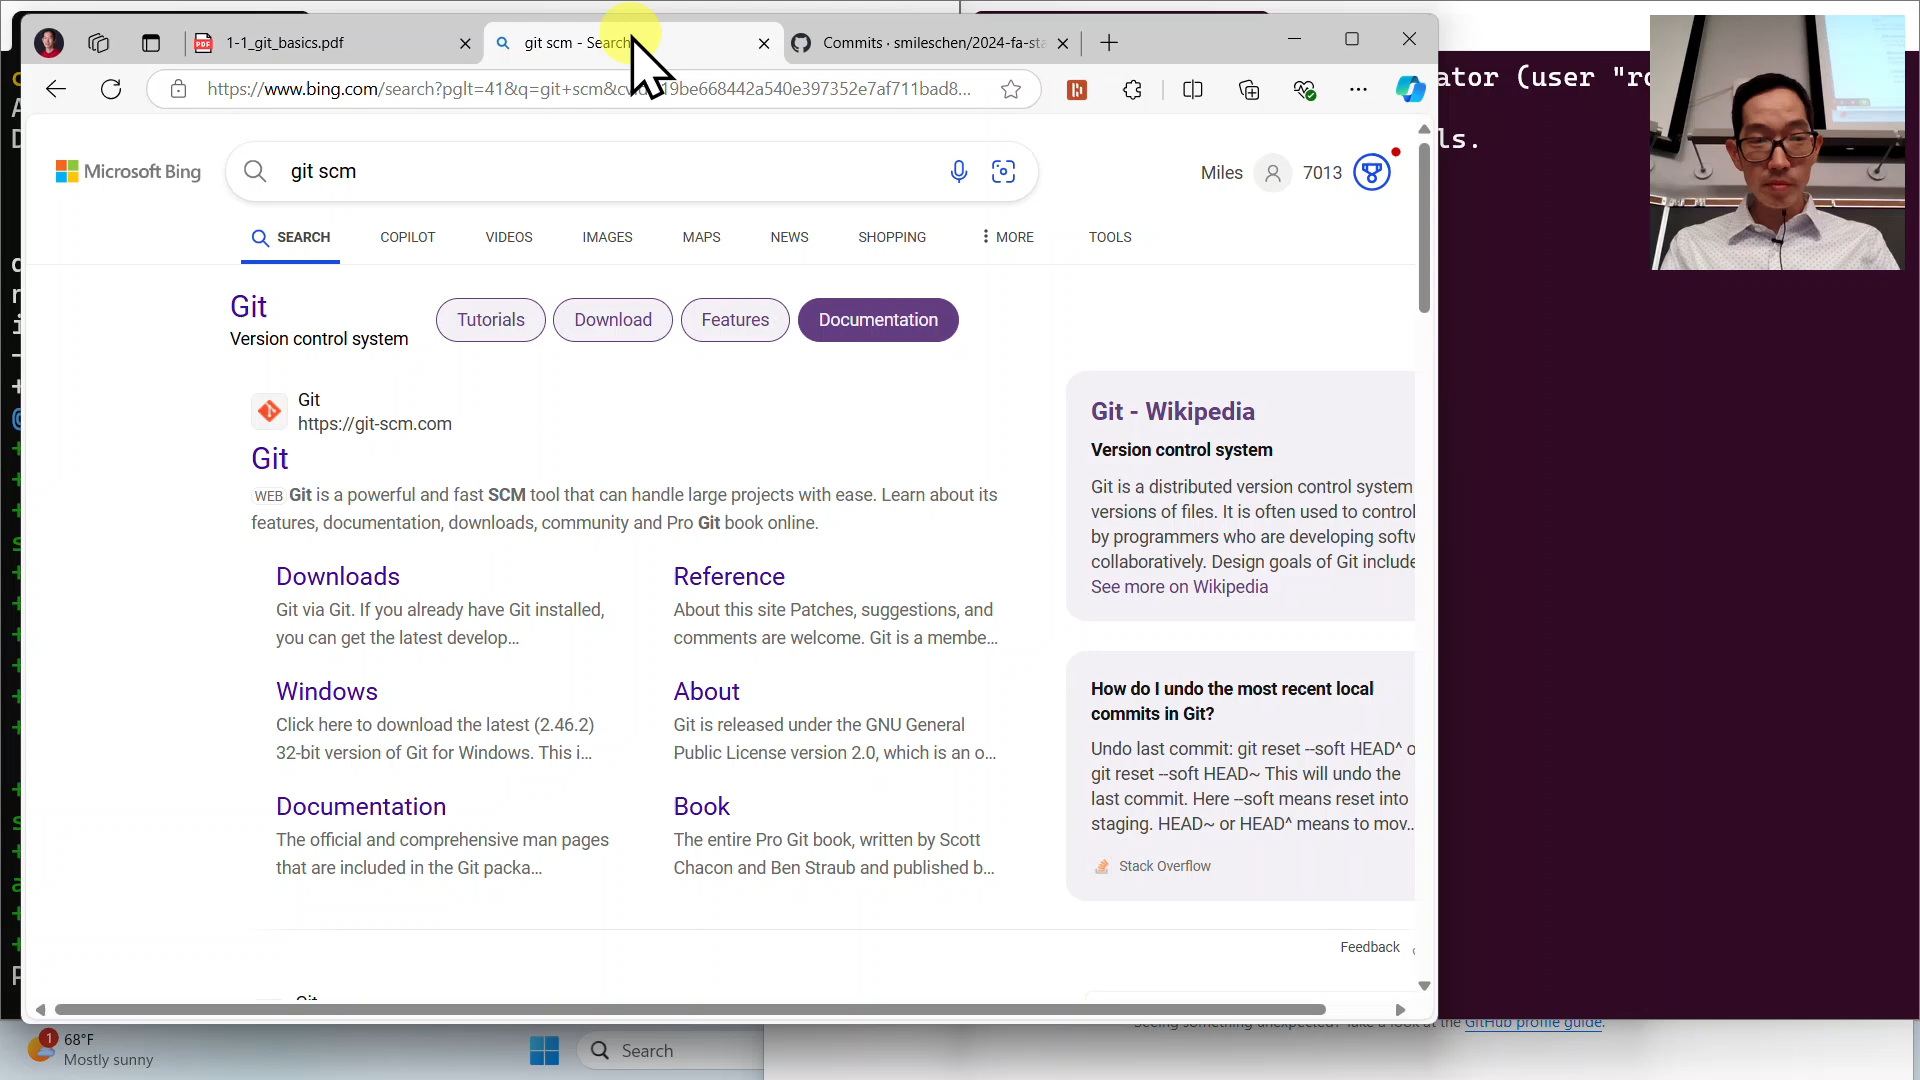 1-1_git_basics.pdf
git scm - Search
Commits · smileschen/2024-fa-sta
https://www.bing.com/search?pglt=41&q=git+scm&cvid=19be668442a540e397352e7af711bad8...
ator (user "ro
ls.
Microsoft Bing
git scm
Miles
7013
SEARCH
COPILOT
VIDEOS
IMAGES
MAPS
NEWS
SHOPPING
MORE
TOOLS
Git
Version control system
Tutorials
Download
Features
Documentation
Git
https://git-scm.com
Git
WEB Git is a powerful and fast SCM tool that can handle large projects with ease. Learn about its
features, documentation, downloads, community and Pro Git book online.
Downloads
Git via Git. If you already have Git installed,
you can get the latest develop...
Reference
About this site Patches, suggestions, and
comments are welcome. Git is a membe...
Windows
Click here to download the latest (2.46.2)
32-bit version of Git for Windows. This i...
About
Git is released under the GNU General
Public License version 2.0, which is an o...
Documentation
The official and comprehensive man pages
that are included in the Git packa...
Book
The entire Pro Git book, written by Scott
Chacon and Ben Straub and published b...
Git - Wikipedia
Version control system
Git is a distributed version control system
versions of files. It is often used to control
by programmers who are developing softw
collaboratively. Design goals of Git include
See more on Wikipedia
How do I undo the most recent local
commits in Git?
Undo last commit: git reset --soft HEAD^ o
git reset --soft HEAD~ This will undo the
last commit. Here --soft means reset into
staging. HEAD~ or HEAD^ means to mov..
Stack Overflow
Feedback
1
68°F
Mostly sunny
Search
Seeing something unexpected? Take a look at the GitHub profile guide.